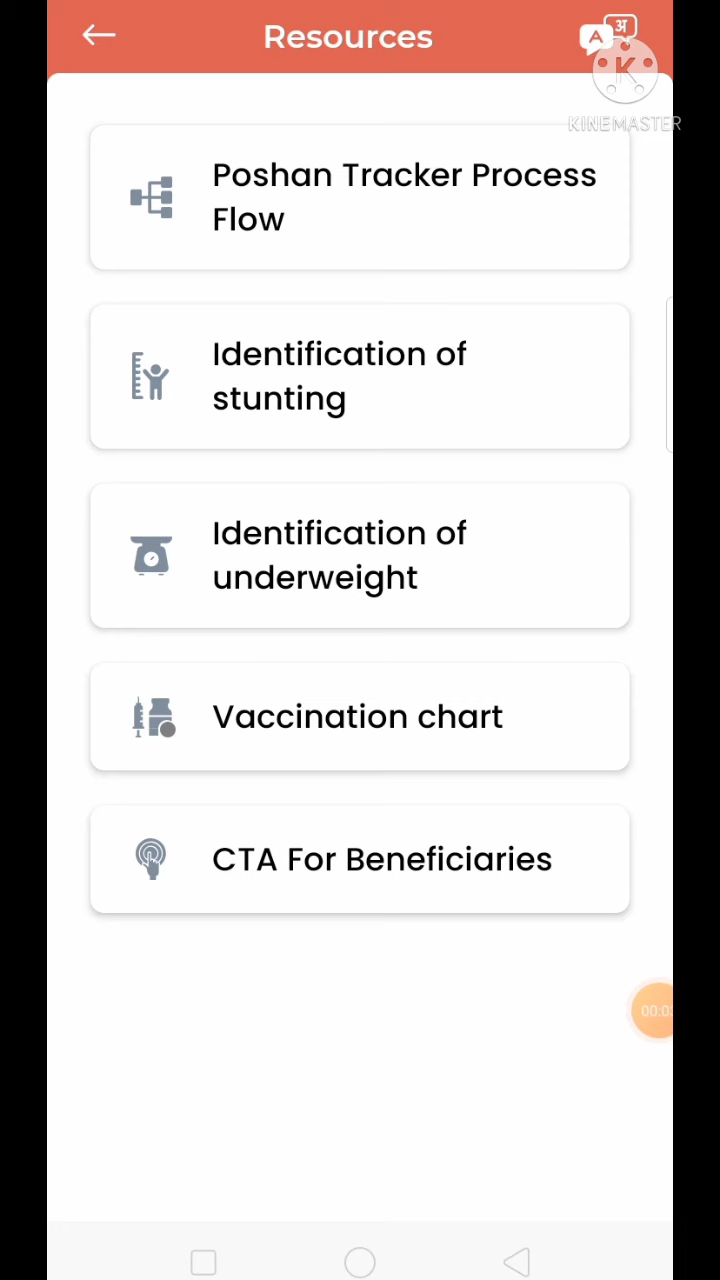 Resources
A अ
K
KINEMASTER
Poshan Tracker Process
Flow
Identification of
stunting
Identification of
underweight
Vaccination chart
CTA For Beneficiaries